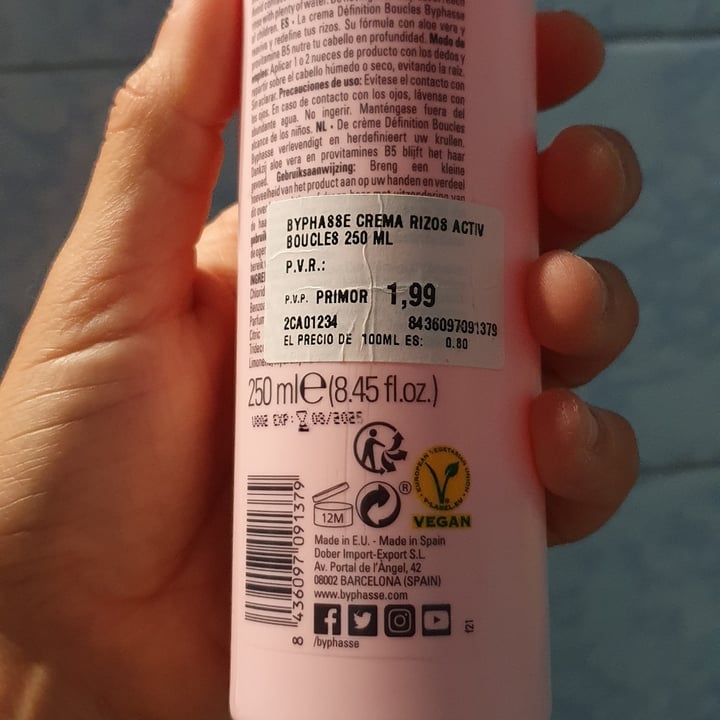 with plenty of water.
of children. ES - La crema Définition Boucles Byphasse
y redefine tus rizos. Su fórmula con aloe vera y
provitamina B5 nutre tu cabello en profundidad. Modo de
empleo: Aplicar 1 o 2 nueces de producto con los dedos y
sobre el cabello húmedo o seco, evitando la raíz.
Sin aclarar. Precauciones de uso: Evítese el contacto con
los ojos. En caso de contacto con los ojos, lávense con
abundante agua. No ingerir. Manténgase fuera del
alcance de los niños. NL - De crème Définition Boucles
Byphasse verlevendigt en herdefinieert uw krullen.
Dankzij aloe vera en provitamines B5 blijft het haar
gevoed. Gebruiksaanwijzing: Breng een kleine
hoeveelheid van het product aan op uw handen en verdeel
BYPHASSE CREMA RIZOS ACTIV
BOUCLES 250 ML
P.V.R.:
P.V.P. PRIMOR 1,99
2CA01234 8436097091379
EL PRECIO DE 100ML ES: 0.80
250 ml e (8.45 fl.oz.)
EXP: 08/2025
EUROPEAN VEGETARIAN UNION
V-LABEL.EU
VEGAN
12M
®
Made in E.U. - Made in Spain
Dober Import-Export S.L.
Av. Portal de l'Àngel, 42
08002 BARCELONA (SPAIN)
www.byphasse.com
/byphasse
f21
8 436097 091379